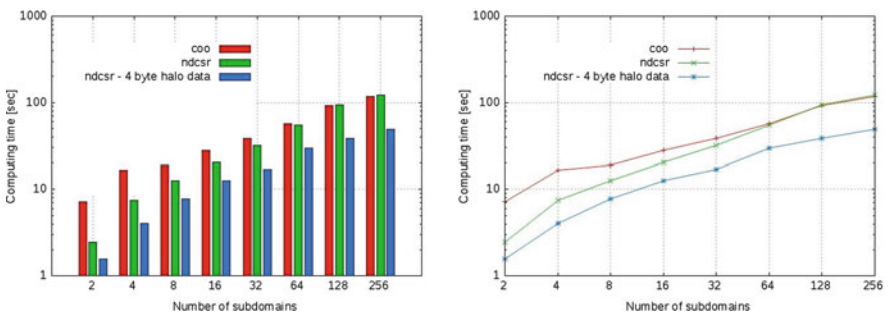 1000
100
10
1
Computing time [sec]
coo
ndcsr
ndcsr - 4 byte halo data
2 4 8 16 32 64 128 256
Number of subdomains
1000
100
10
1
Computing time [sec]
coo
ndcsr
ndcsr - 4 byte halo data
2 4 8 16 32 64 128 256
Number of subdomains